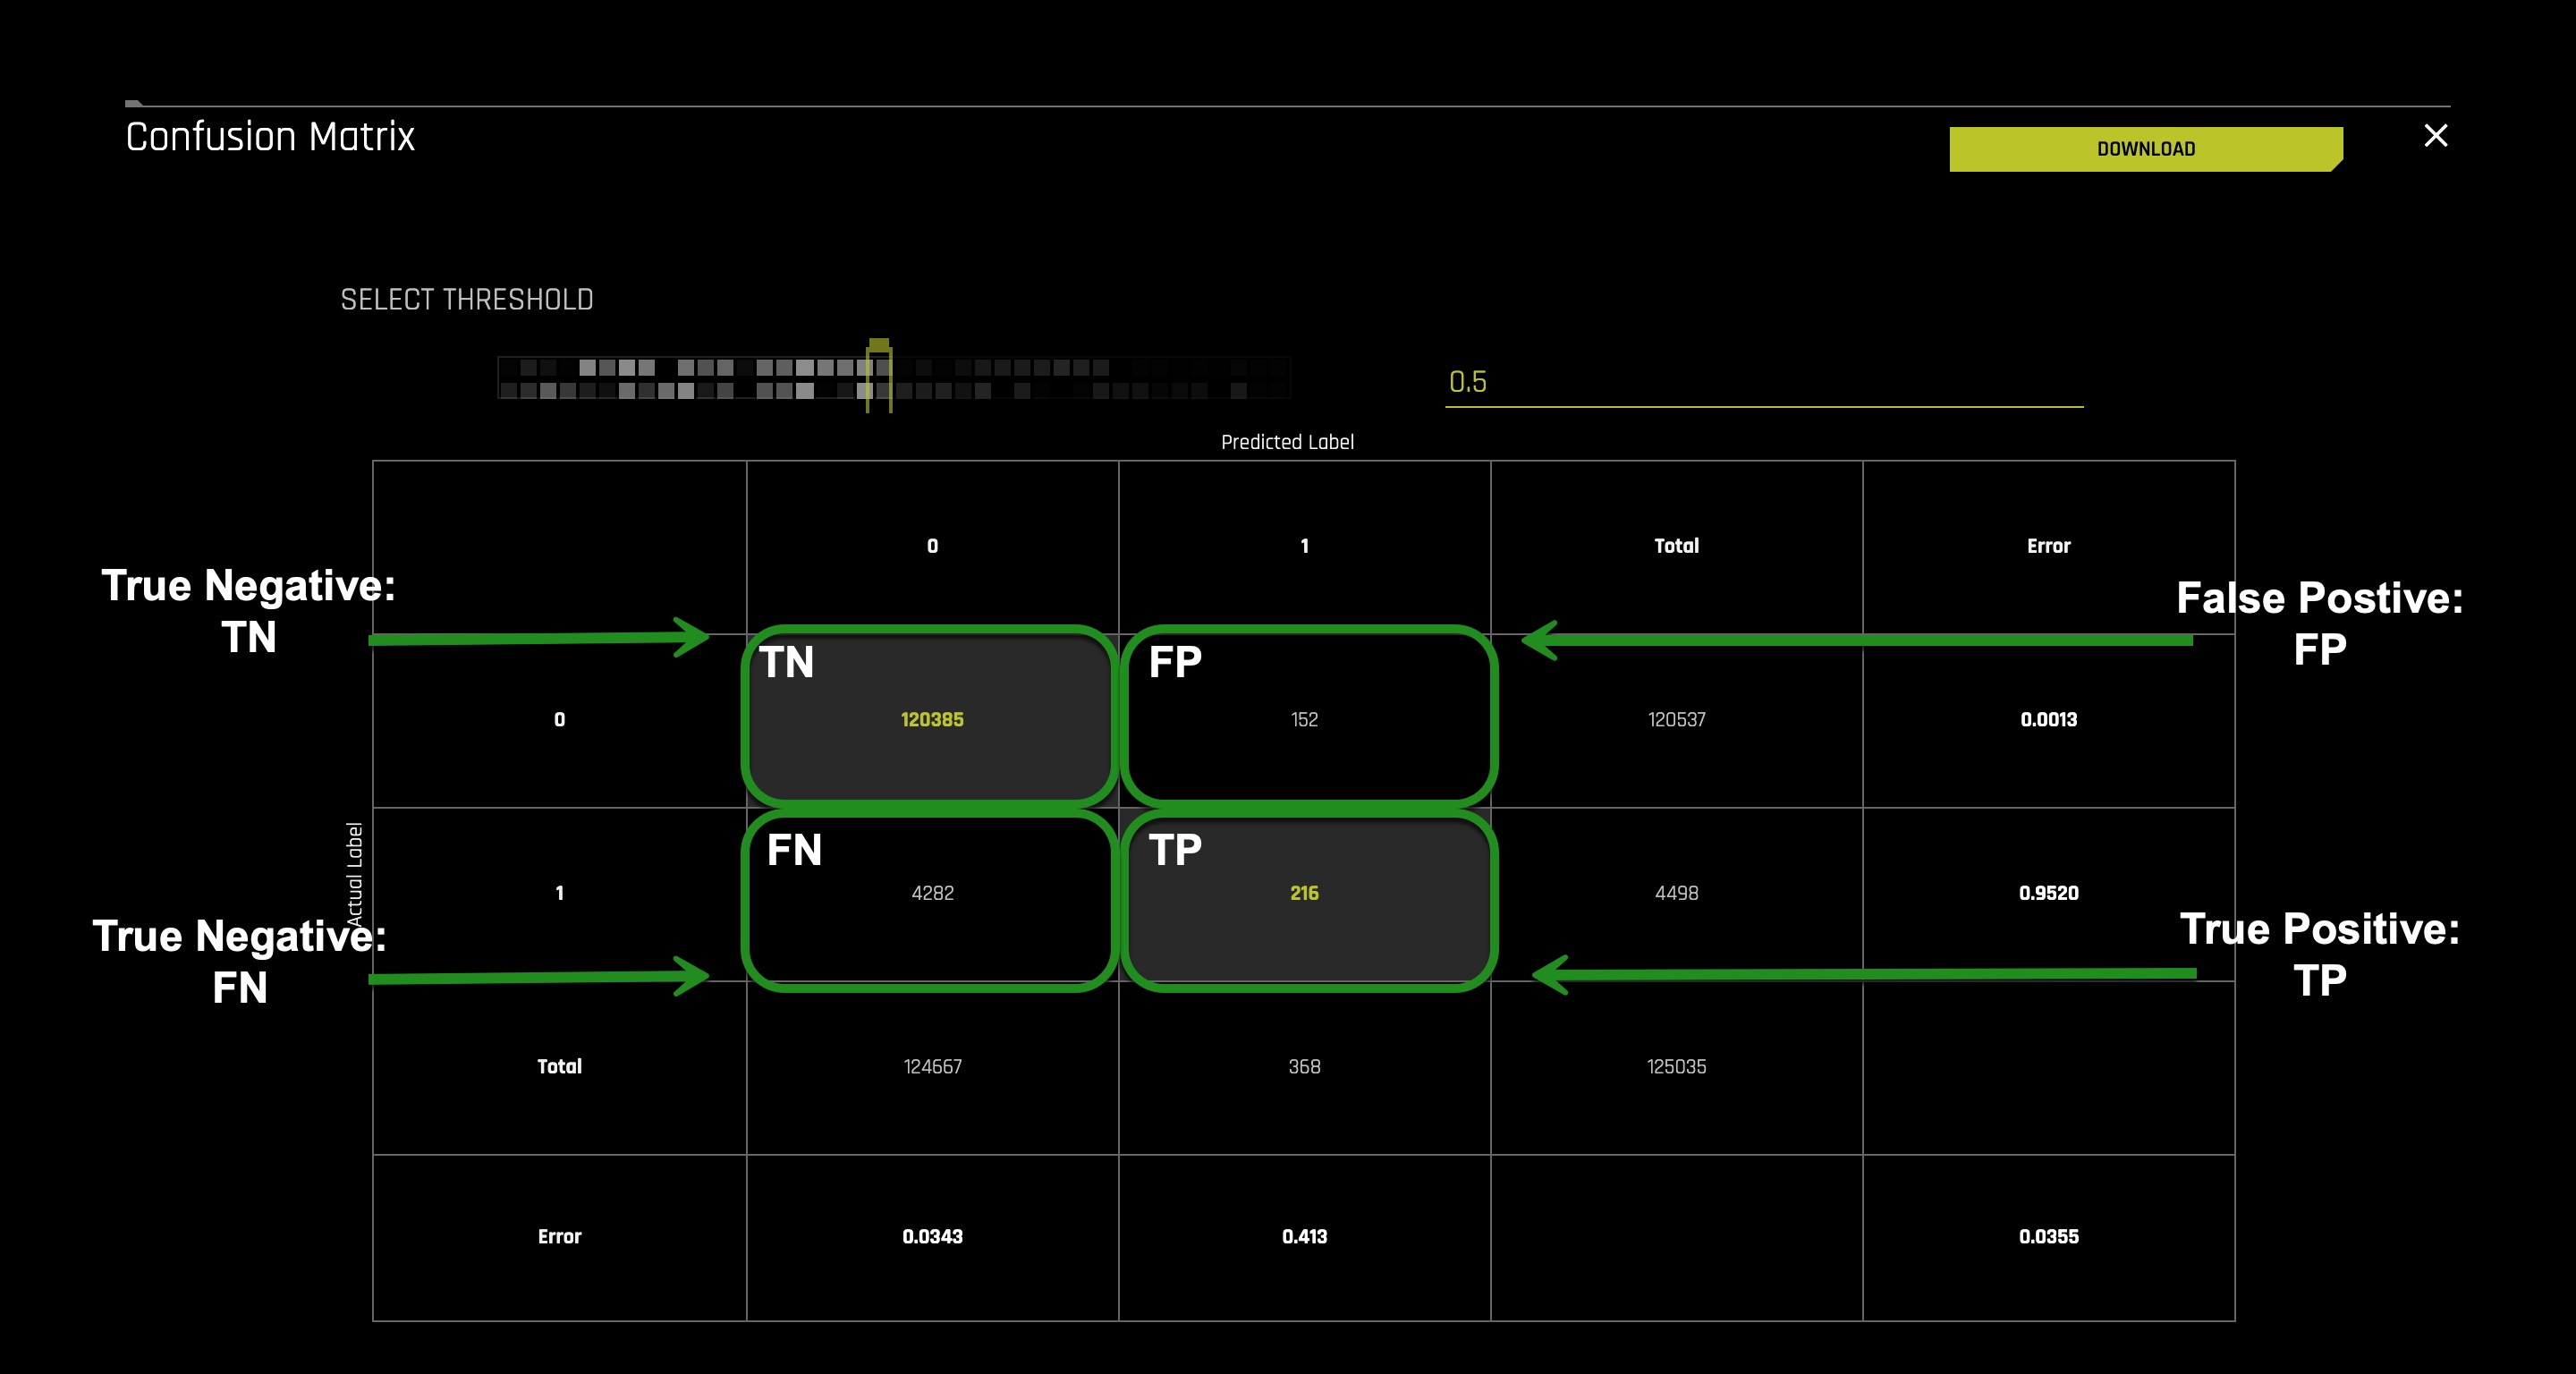 Confusion Matrix
DOWNLOAD
SELECT THRESHOLD
0.5
Predicted Label
0 1 Total Error
True Negative:
TN
False Postive:
FP
TN FP
0 120385 152 120537 0.0013
Actual Label
FN TP
1 4282 216 4498 0.9520
True Negative:
FN
True Positive:
TP
Total 124667 368 125035
Error 0.0343 0.413 0.0355